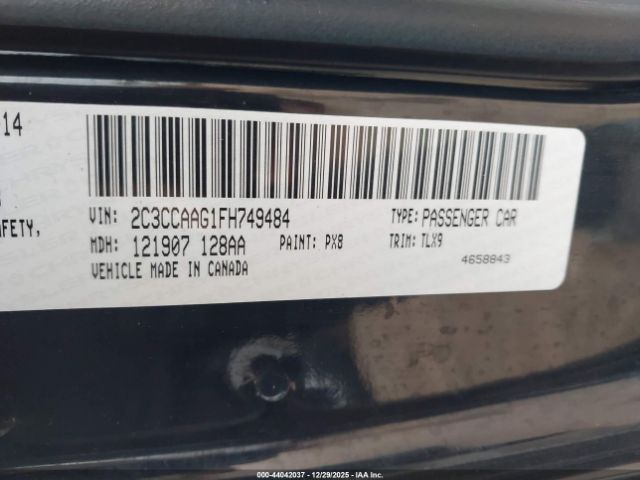 14
AFETY,
VIN: 2C3CCAAG1FH749484 TYPE: PASSENGER CAR
MDH: 121907 128AA PAINT: PX8 TRIM: TLX9
VEHICLE MADE IN CANADA 4658843
000-44042037 | 12/29/2025 | IAA Inc.